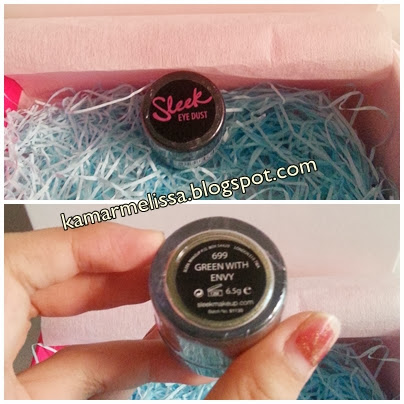 Sleek
EYE DUST
kamarmelissa.blogspot.com
699
GREEN WITH
ENVY
6.5g e
sleekmakeup.com